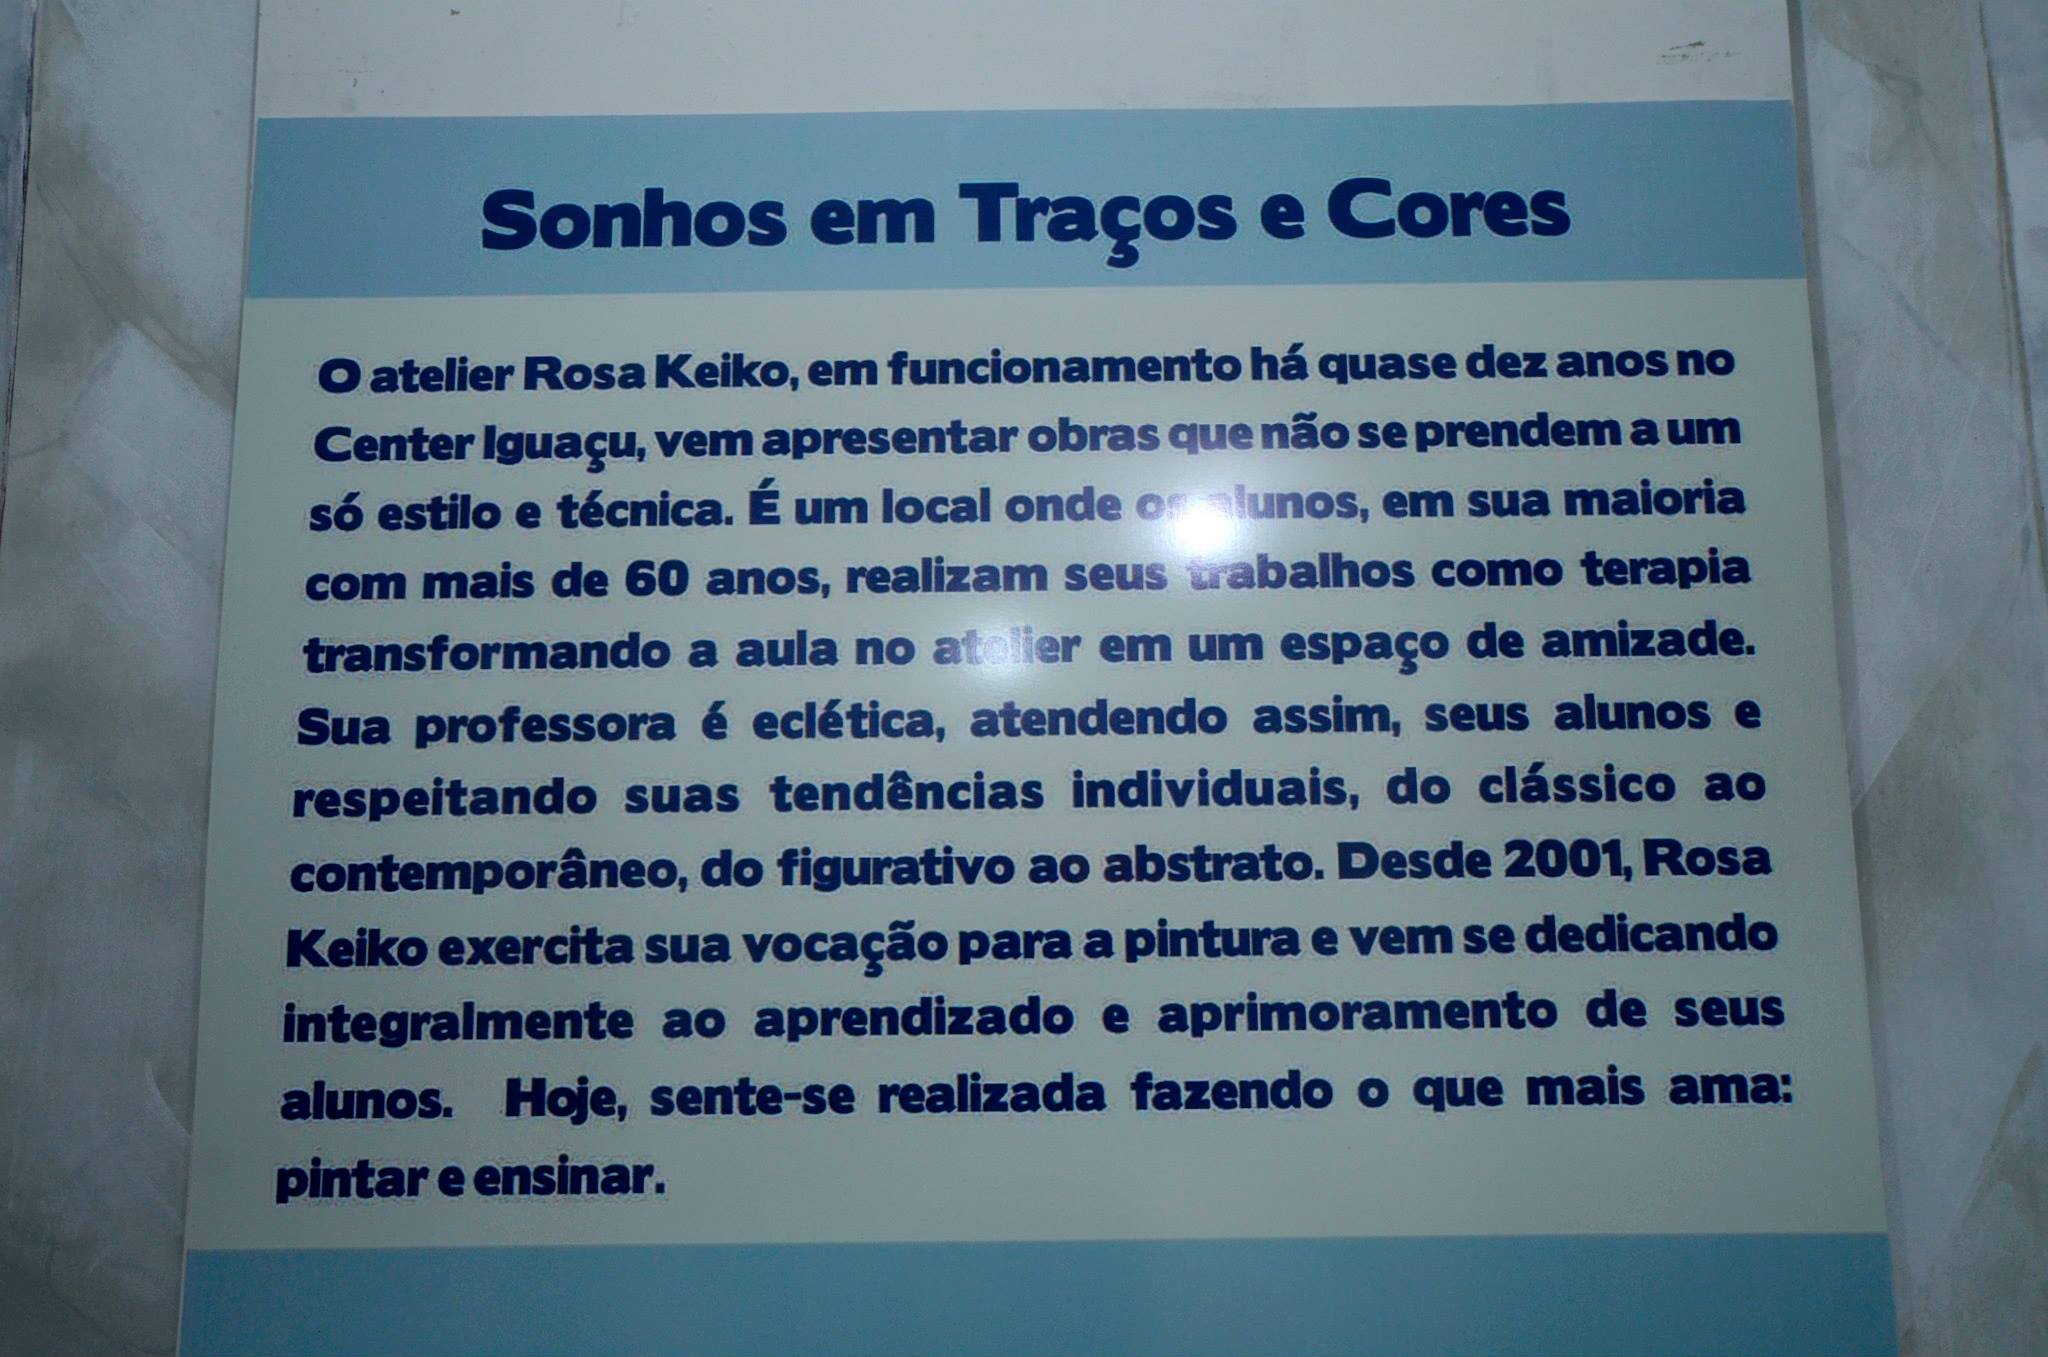 Sonhos em Traços e Cores
O atelier Rosa Keiko, em funcionamento há quase dez anos no
Center Iguaçu, vem apresentar obras que não se prendem a um
só estilo e técnica. É um local onde os alunos, em sua maioria
com mais de 60 anos, realizam seus trabalhos como terapia
transformando a aula no atelier em um espaço de amizade.
Sua professora é eclética, atendendo assim, seus alunos e
respeitando suas tendências individuais, do clássico ao
contemporâneo, do figurativo ao abstrato. Desde 2001, Rosa
Keiko exercita sua vocação para a pintura e vem se dedicando
integralmente ao aprendizado e aprimoramento de seus
alunos. Hoje, sente-se realizada fazendo o que mais ama:
pintar e ensinar.